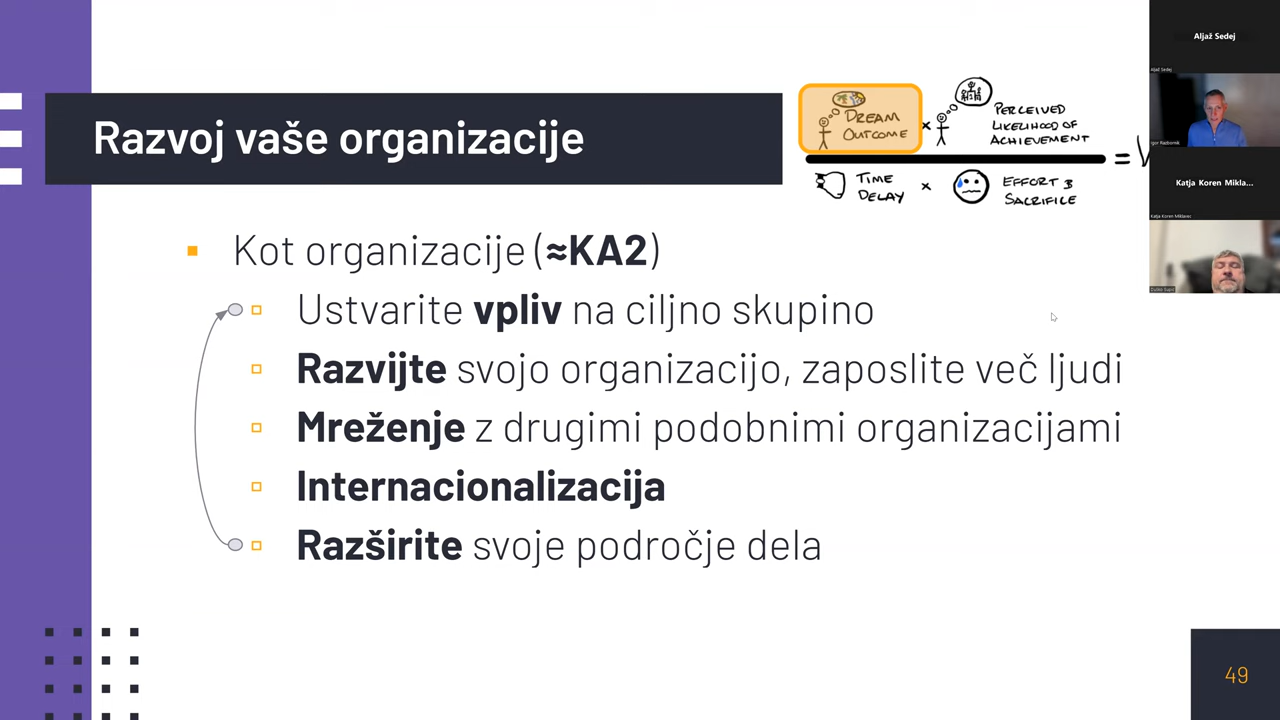 Razvoj vaše organizacije
DREAM
OUTCOME
x
PERCEIVED
LIKELIHOOD OF
ACHIEVEMENT
TIME
DELAY
x
EFFORT &
SACRIFICE
=
Kot organizacije (≈KA2)
Ustvarite vpliv na ciljno skupino
Razvijte svojo organizacijo, zaposlite več ljudi
Mreženje z drugimi podobnimi organizacijami
Internacionalizacija
Razširite svoje področje dela
49
Aljaž Sedej
Aljaž Sedej
Igor Razbornik
Katja Koren Mikla...
Katja Koren Miklavec